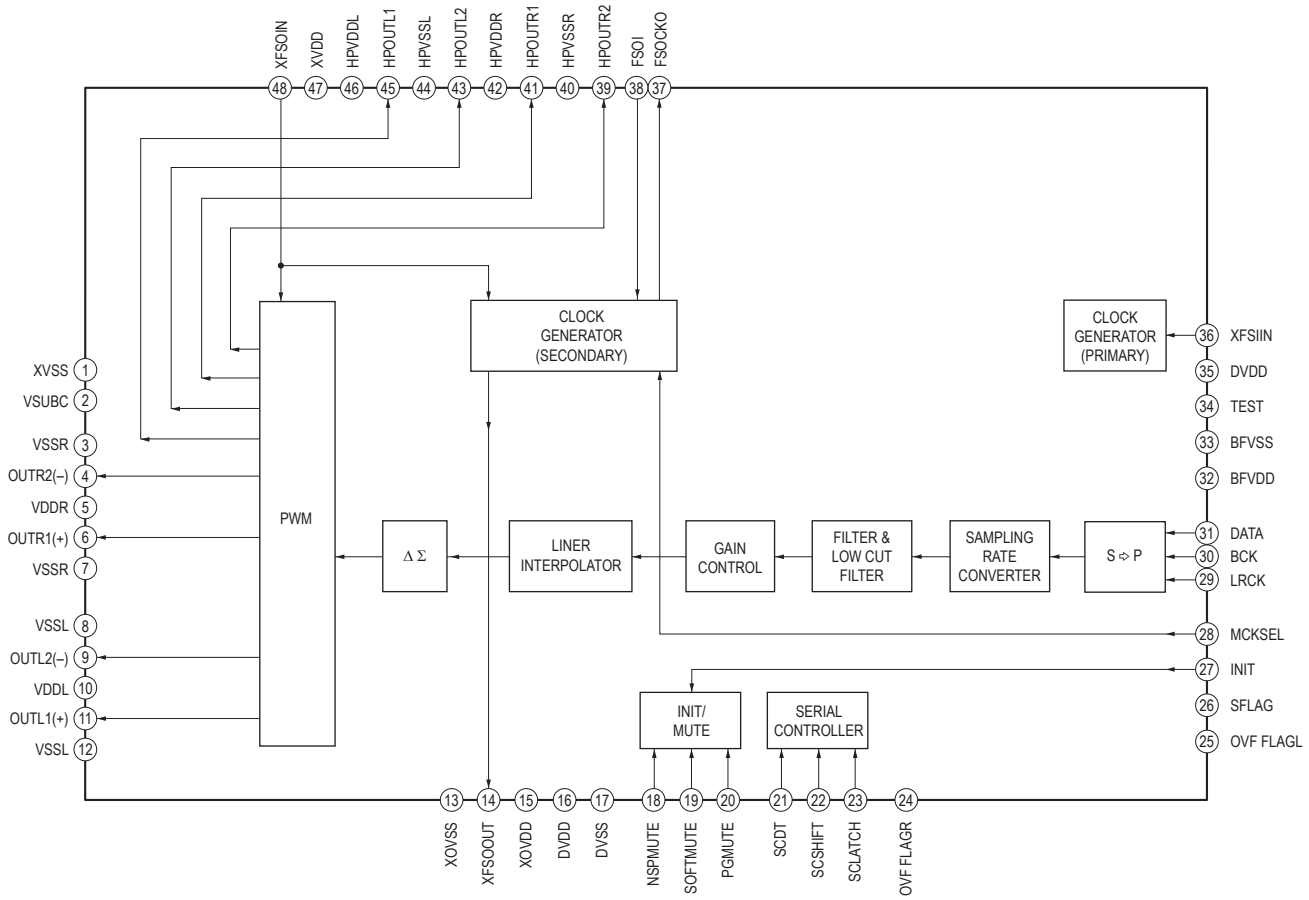 XFSOIN
XVDD
HPVDDL
HPOUTL1
HPVSSL
HPOUTL2
HPVDDR
HPOUTR1
HPVSSR
HPOUTR2
FSOI
FSOCKO
48 47 46 45 44 43 42 41 40 39 38 37
CLOCK
GENERATOR
(SECONDARY)
CLOCK
GENERATOR
(PRIMARY)
36 XFSIIN
35 DVDD
34 TEST
33 BFVSS
32 BFVDD
31 DATA
30 BCK
29 LRCK
28 MCKSEL
27 INIT
26 SFLAG
25 OVF FLAGL
XVSS 1
VSUBC 2
VSSR 3
OUTR2(–) 4
VDDR 5
OUTR1(+) 6
VSSR 7
VSSL 8
OUTL2(–) 9
VDDL 10
OUTL1(+) 11
VSSL 12
PWM
Δ Σ
LINER
INTERPOLATOR
GAIN
CONTROL
FILTER &
LOW CUT
FILTER
SAMPLING
RATE
CONVERTER
S ⇨ P
INIT/
MUTE
SERIAL
CONTROLLER
13 14 15 16 17 18 19 20 21 22 23 24
XOVSS
XFSOOUT
XOVDD
DVDD
DVSS
NSPMUTE
SOFTMUTE
PGMUTE
SCDT
SCSHIFT
SCLATCH
OVF FLAGR